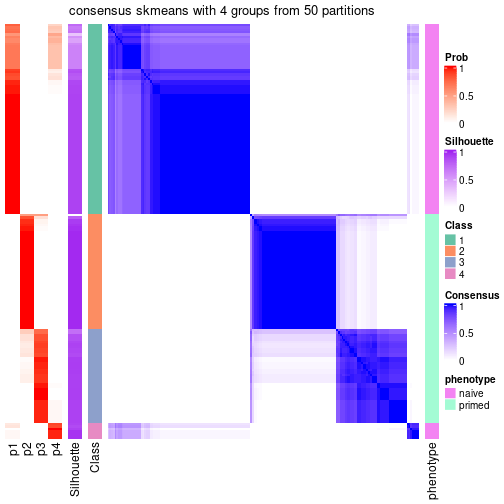 consensus skmeans with 4 groups from 50 partitions
Prob
1
0.5
0
Silhouette
1
0.5
0
Class
1
2
3
4
Consensus
1
0.5
0
phenotype
naive
primed
p1
p2
p3
p4
Silhouette
Class
phenotype